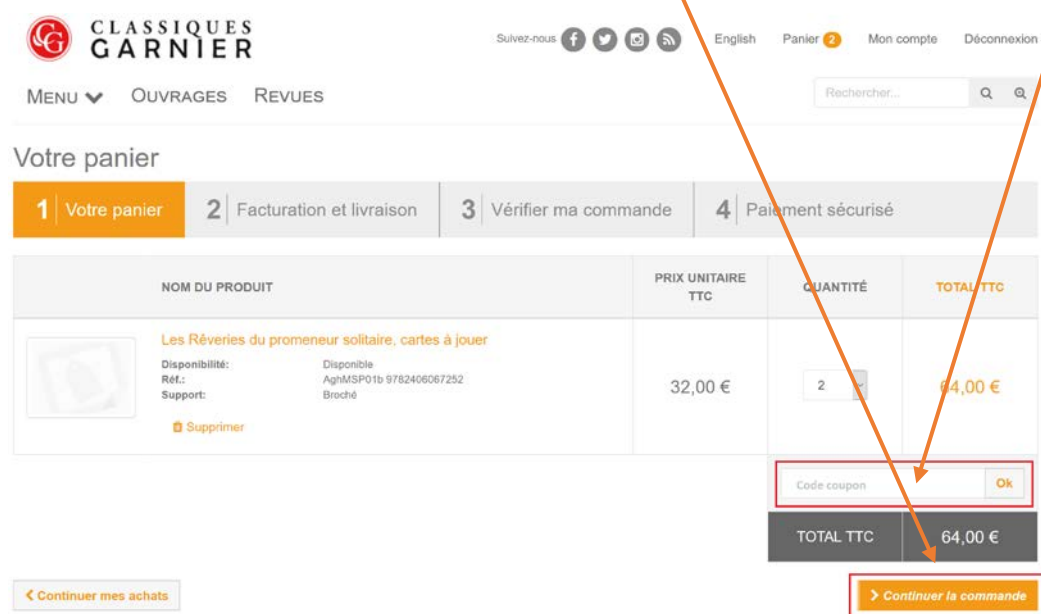 CG CLASSIQUES GARNIER
Suivez-nous English Panier 2 Mon compte Déconnexion
MENU OUVRAGES REVUES
Rechercher...
Votre panier
1 Votre panier 2 Facturation et livraison 3 Vérifier ma commande 4 Paiement sécurisé
NOM DU PRODUIT PRIX UNITAIRE TTC QUANTITÉ TOTAL TTC
Les Rêveries du promeneur solitaire, cartes à jouer
Disponibilité: Disponible
Réf.: AghMSP01b 9782406067252
Support: Broché
Supprimer
32,00 € 2 64,00 €
Code coupon Ok
TOTAL TTC 64,00 €
Continuer mes achats Continuer la commande